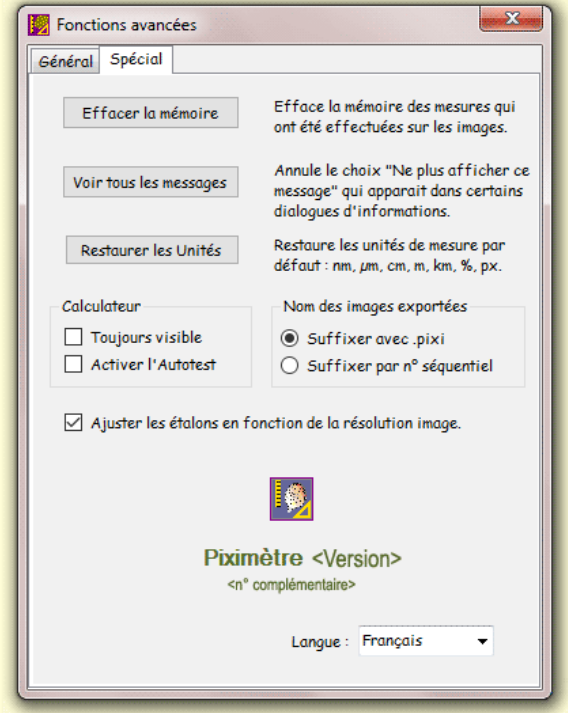 Fonctions avancées
Général
Spécial
Effacer la mémoire
Efface la mémoire des mesures qui
ont été effectuées sur les images.
Voir tous les messages
Annule le choix "Ne plus afficher ce
message" qui apparait dans certains
dialogues d'informations.
Restaurer les Unités
Restaure les unités de mesure par
défaut : nm, µm, cm, m, km, %, px.
Calculateur
Toujours visible
Activer l'Autotest
Nom des images exportées
Suffixer avec .pixi
Suffixer par n° séquentiel
Ajuster les étalons en fonction de la résolution image.
Piximètre <Version>
<n° complémentaire>
Langue : Français